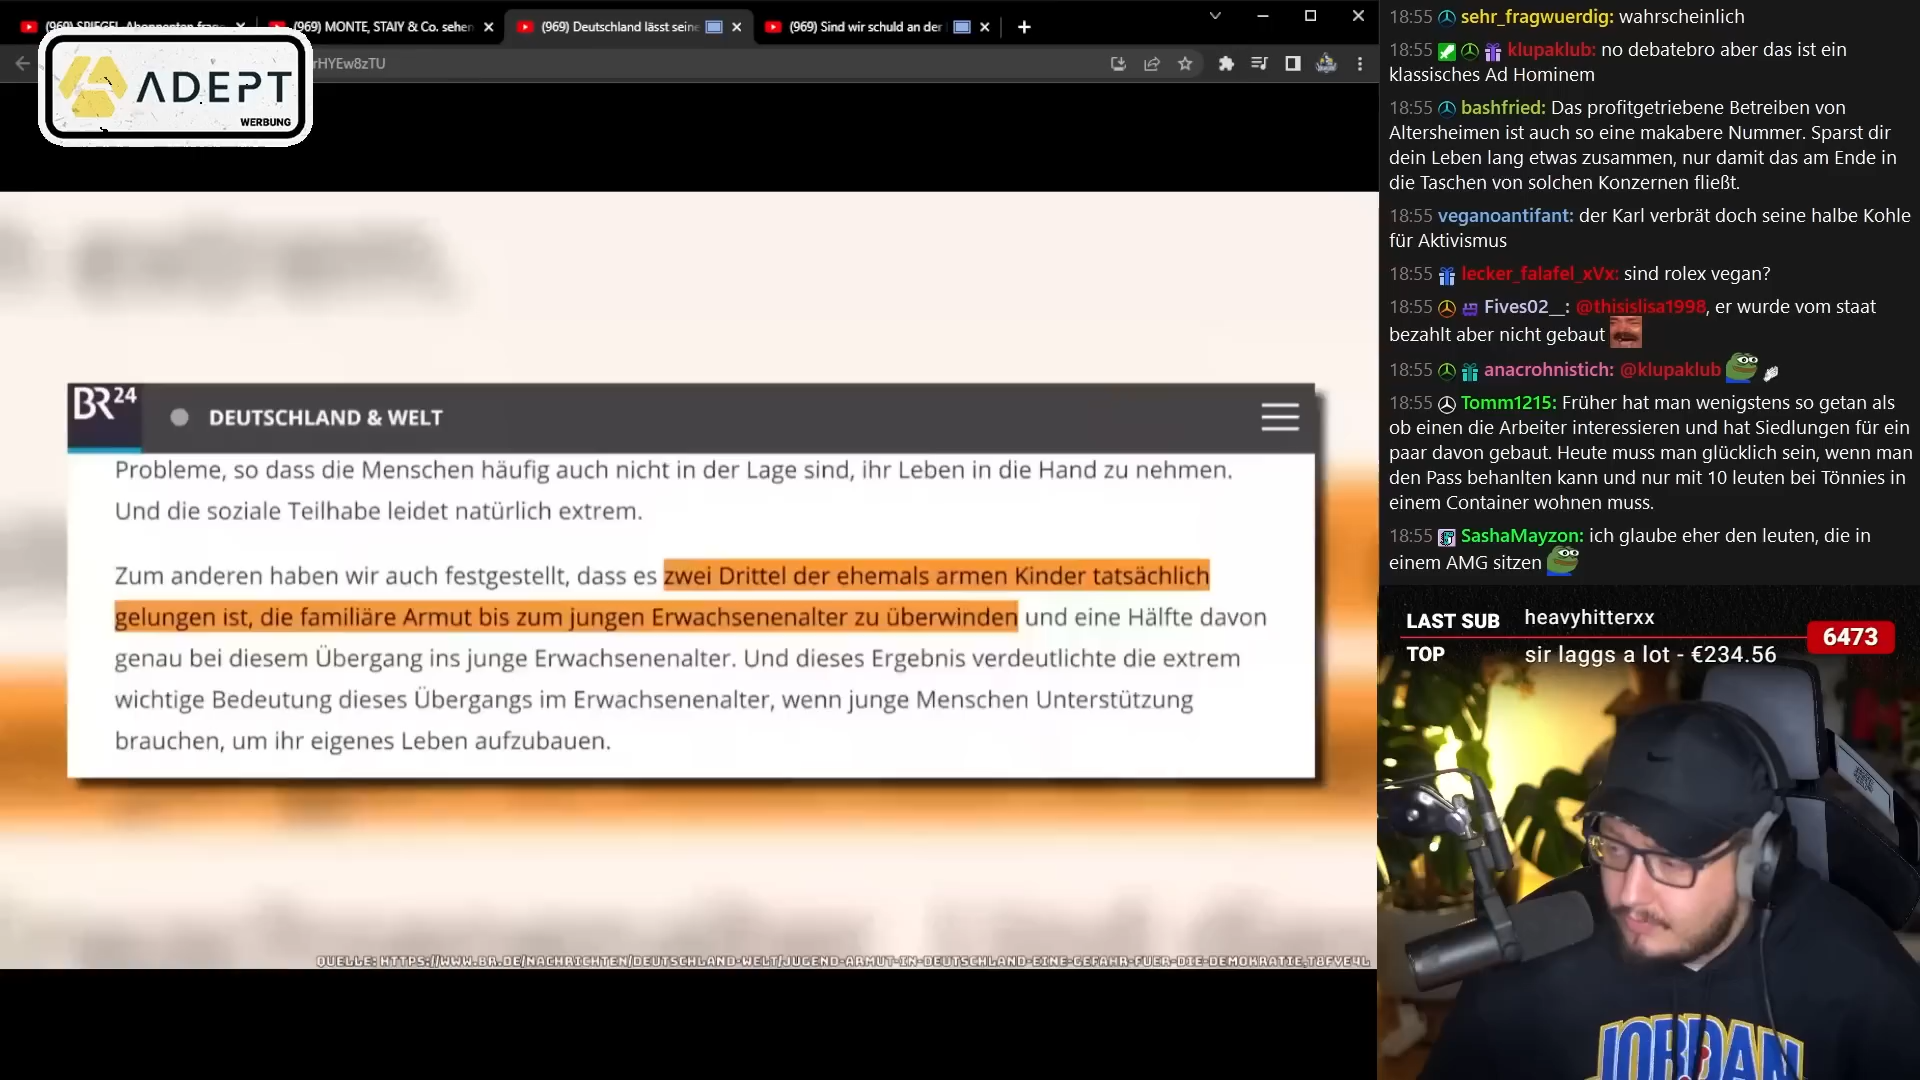 (969) SPIEGEL-Abonnenten frage
(969) MONTE, STAIY & Co. sehen
(969) Deutschland lässt seine
(969) Sind wir schuld an der
rHYEw8zTU
ADEPT
WERBUNG
BR24
DEUTSCHLAND & WELT
Probleme, so dass die Menschen häufig auch nicht in der Lage sind, ihr Leben in die Hand zu nehmen.
Und die soziale Teilhabe leidet natürlich extrem.
Zum anderen haben wir auch festgestellt, dass es zwei Drittel der ehemals armen Kinder tatsächlich
gelungen ist, die familiäre Armut bis zum jungen Erwachsenenalter zu überwinden und eine Hälfte davon
genau bei diesem Übergang ins junge Erwachsenenalter. Und dieses Ergebnis verdeutlichte die extrem
wichtige Bedeutung dieses Übergangs im Erwachsenenalter, wenn junge Menschen Unterstützung
brauchen, um ihr eigenes Leben aufzubauen.
QUELLE: HTTPS://WWW.BR.DE/NACHRICHTEN/DEUTSCHLAND-WELT/JUGEND-ARMUT-IN-DEUTSCHLAND-EINE-GEFAHR-FUER-DIE-DEMOKRATIE,T8FVE4L
18:55 sehr_fragwuerdig: wahrscheinlich
18:55 klupaklub: no debatebro aber das ist ein
klassisches Ad Hominem
18:55 bashfried: Das profitgetriebene Betreiben von
Altersheimen ist auch so eine makabere Nummer. Sparst dir
dein Leben lang etwas zusammen, nur damit das am Ende in
die Taschen von solchen Konzernen fließt.
18:55 veganoantifant: der Karl verbrät doch seine halbe Kohle
für Aktivismus
18:55 lecker_falafel_xVx: sind rolex vegan?
18:55 Fives02__: @thisislisa1998, er wurde vom staat
bezahlt aber nicht gebaut
18:55 anacrohnistich: @klupaklub
18:55 Tomm1215: Früher hat man wenigstens so getan als
ob einen die Arbeiter interessieren und hat Siedlungen für ein
paar davon gebaut. Heute muss man glücklich sein, wenn man
den Pass behanlten kann und nur mit 10 leuten bei Tönnies in
einem Container wohnen muss.
18:55 SashaMayzon: ich glaube eher den leuten, die in
einem AMG sitzen
LAST SUB heavyhitterxx
6473
TOP sir laggs a lot - €234.56
JORDAN